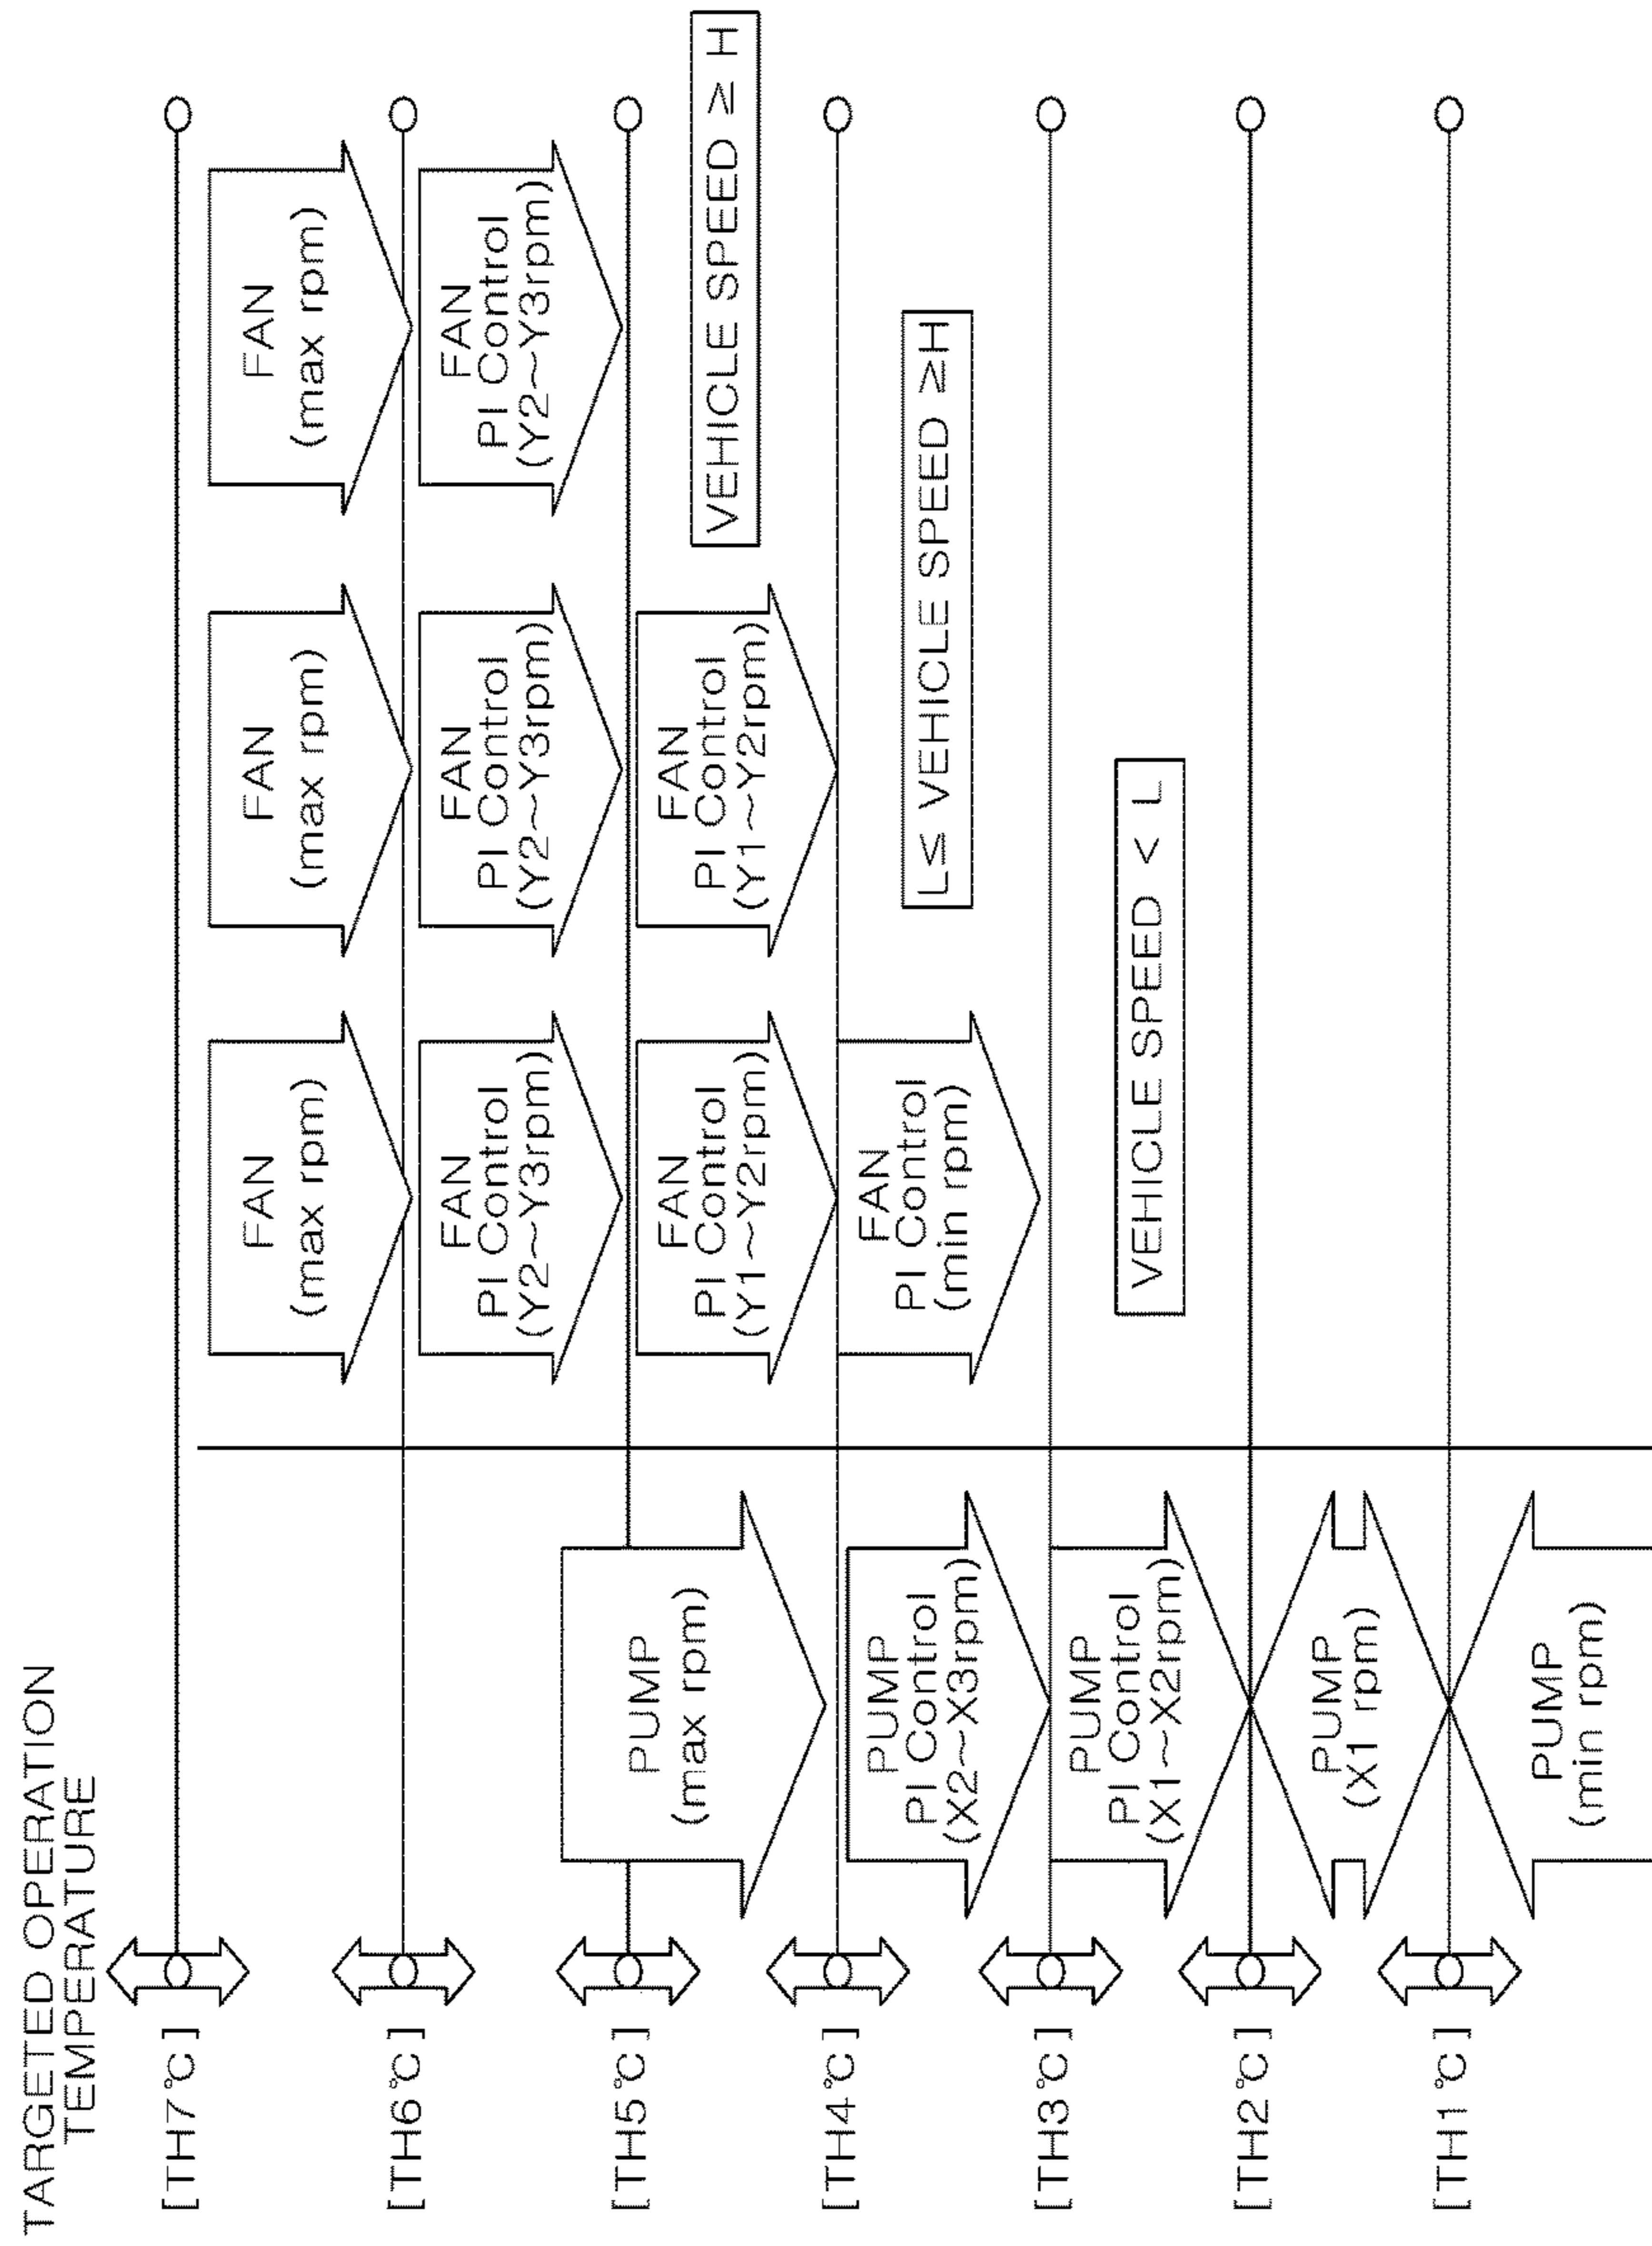 TARGETED OPERATION
TEMPERATURE
[TH7℃]
[TH6℃]
[TH5℃]
[TH4℃]
[TH3℃]
[TH2℃]
[TH1℃]
PUMP
(max rpm)
PUMP
PI Control
(X2~X3rpm)
PUMP
PI Control
(X1~X2rpm)
PUMP
(X1 rpm)
PUMP
(min rpm)
FAN
(max rpm)
FAN
PI Control
(Y2~Y3rpm)
FAN
PI Control
(Y1~Y2rpm)
FAN
PI Control
(min rpm)
VEHICLE SPEED < L
FAN
(max rpm)
FAN
PI Control
(Y2~Y3rpm)
FAN
PI Control
(Y1~Y2rpm)
L≤ VEHICLE SPEED ≥H
FAN
(max rpm)
FAN
PI Control
(Y2~Y3rpm)
VEHICLE SPEED ≥ H